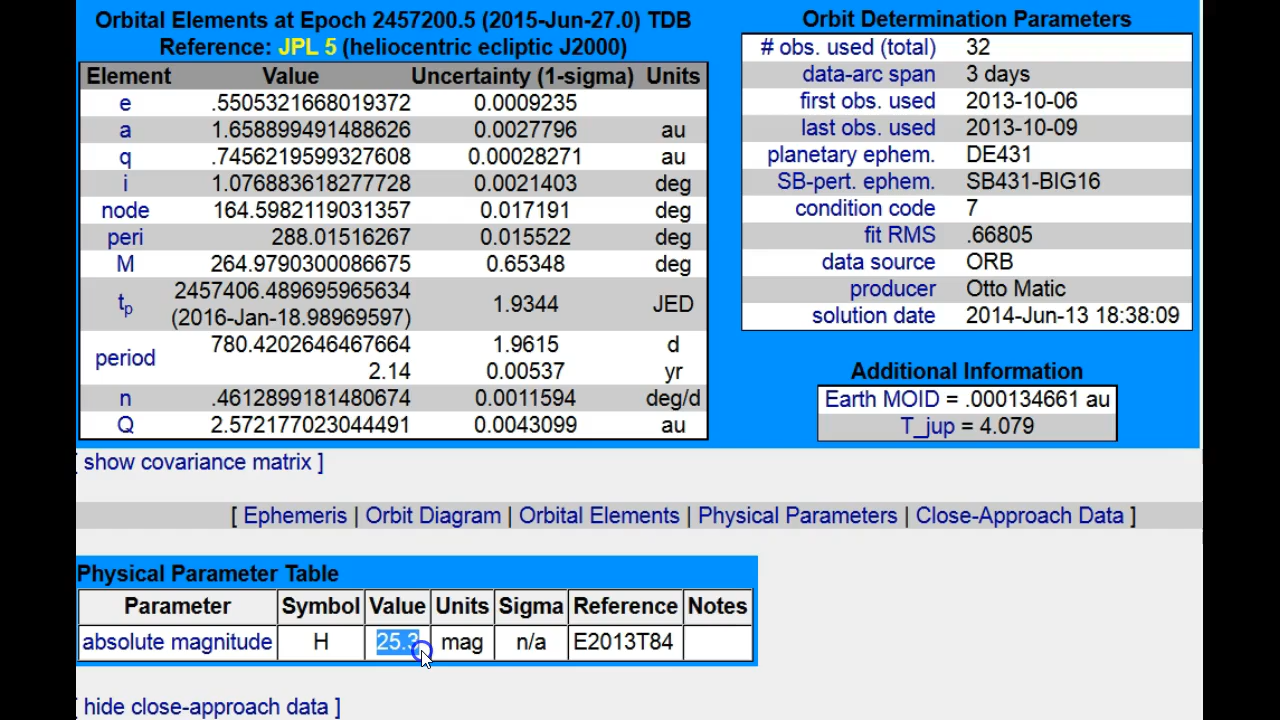 Orbital Elements at Epoch 2457200.5 (2015-Jun-27.0) TDB
Reference: JPL 5 (heliocentric ecliptic J2000)
Element Value Uncertainty (1-sigma) Units
e .5505321668019372 0.0009235
a 1.658899491488626 0.0027796 au
q .7456219599327608 0.00028271 au
i 1.076883618277728 0.0021403 deg
node 164.5982119031357 0.017191 deg
peri 288.01516267 0.015522 deg
M 264.9790300086675 0.65348 deg
tp 2457406.489695965634 1.9344 JED
(2016-Jan-18.98969597)
period 780.4202646467664 1.9615 d
2.14 0.00537 yr
n .4612899181480674 0.0011594 deg/d
Q 2.572177023044491 0.0043099 au
Orbit Determination Parameters
# obs. used (total) 32
data-arc span 3 days
first obs. used 2013-10-06
last obs. used 2013-10-09
planetary ephem. DE431
SB-pert. ephem. SB431-BIG16
condition code 7
fit RMS .66805
data source ORB
producer Otto Matic
solution date 2014-Jun-13 18:38:09
Additional Information
Earth MOID = .000134661 au
T_jup = 4.079
[ show covariance matrix ]
[ Ephemeris | Orbit Diagram | Orbital Elements | Physical Parameters | Close-Approach Data ]
Physical Parameter Table
Parameter Symbol Value Units Sigma Reference Notes
absolute magnitude H 25.3 mag n/a E2013T84
[ hide close-approach data ]